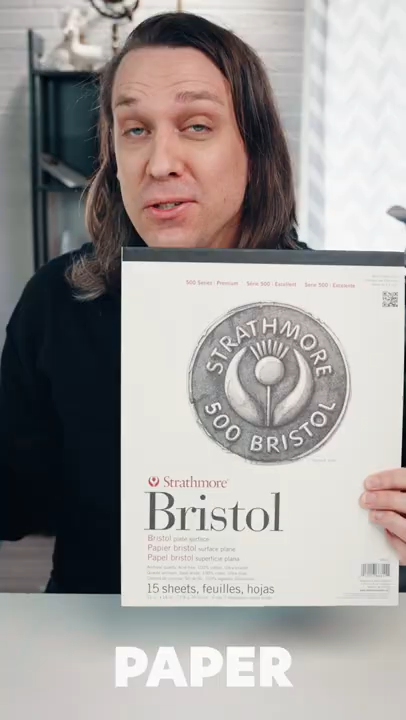 500 Series · Premium Série 500 · Excellent Serie 500 · Excelente
STRATHMORE
500 BRISTOL
Strathmore
Bristol
Bristol plate surface
Papier bristol surface plane
Papel bristol superficie plana
15 sheets, feuilles, hojas
PAPER